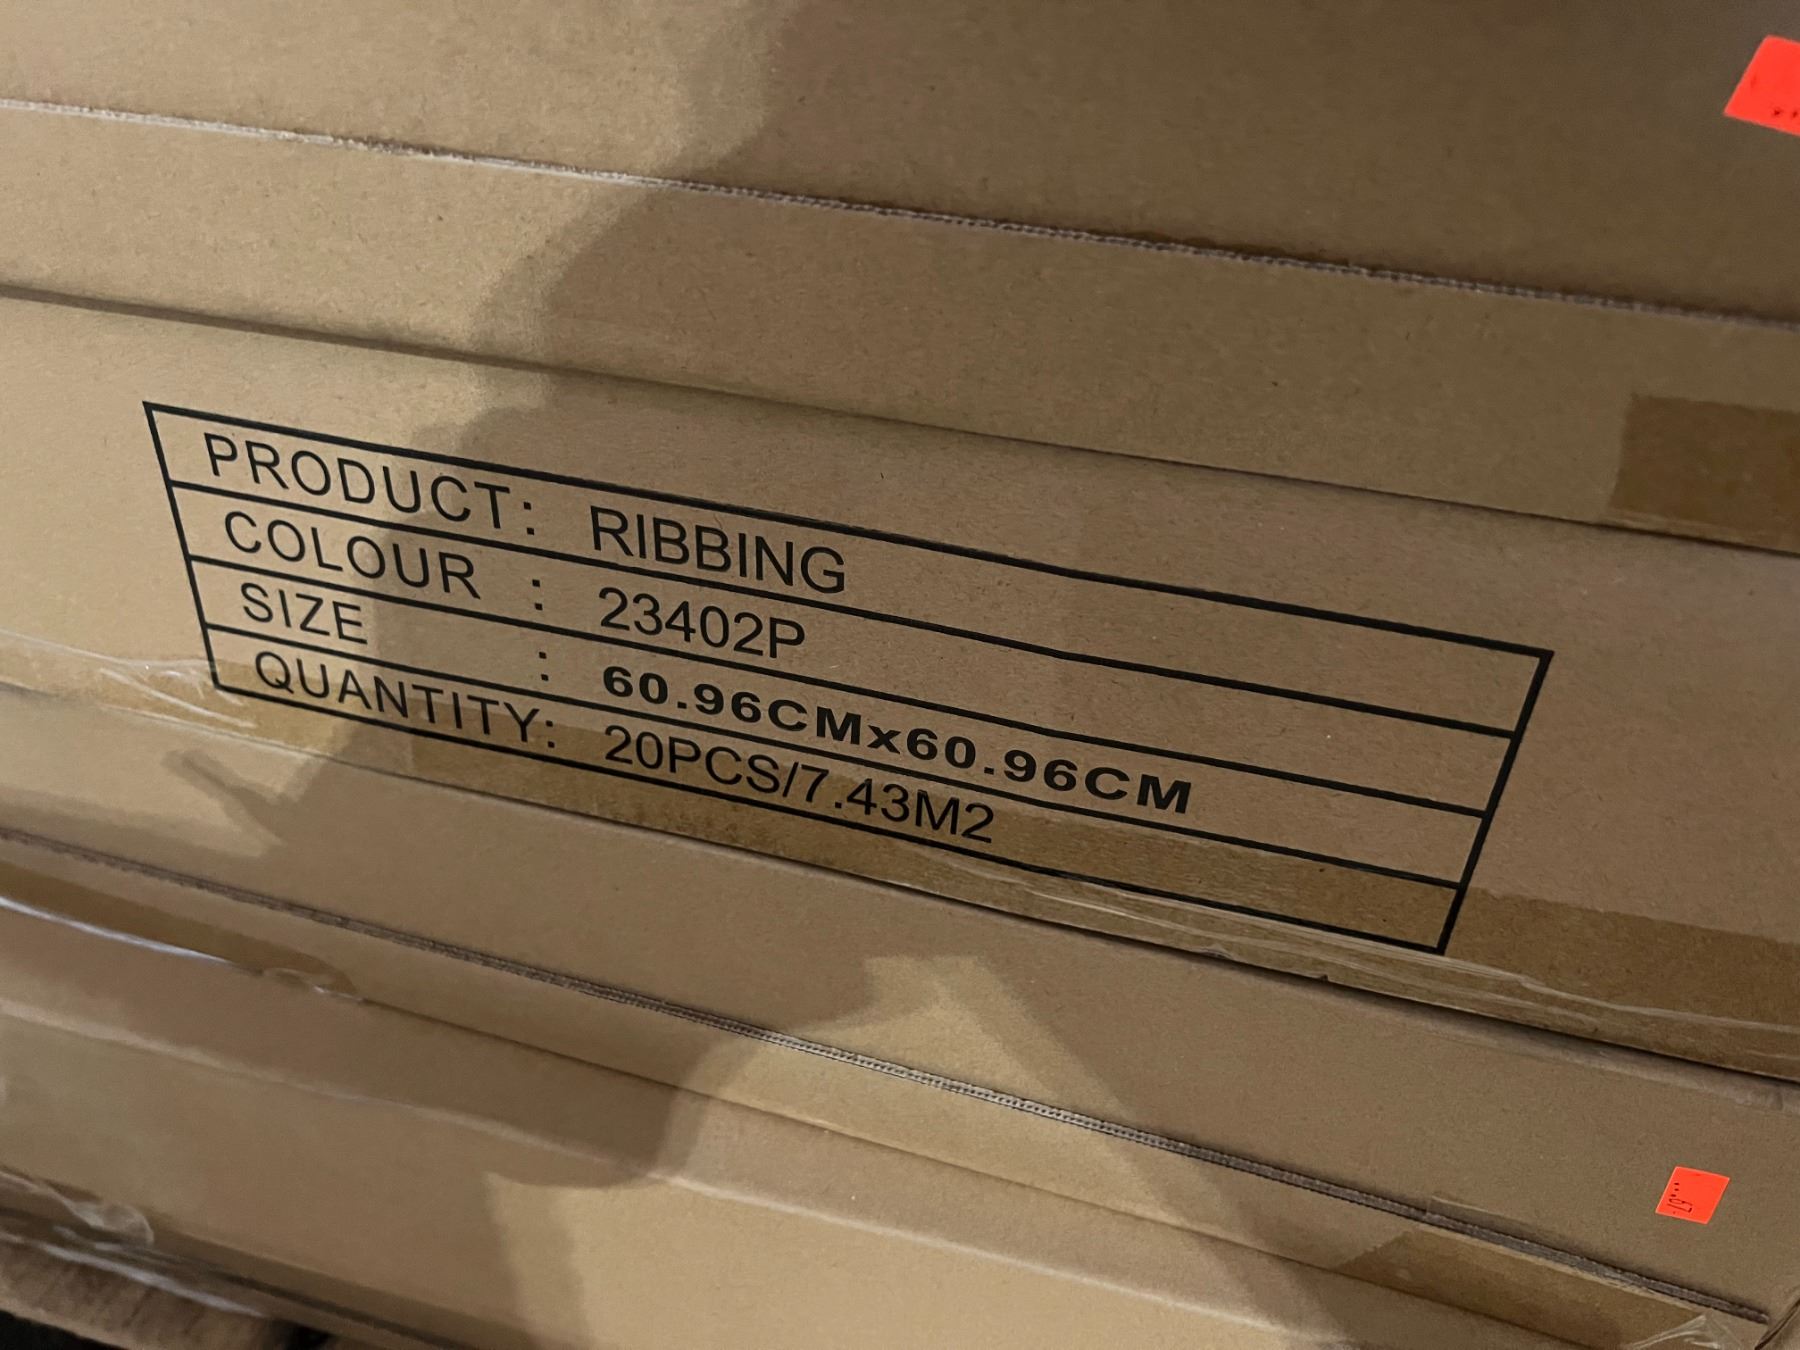 PRODUCT: RIBBING
COLOUR : 23402P
SIZE : 60.96CMx60.96CM
QUANTITY: 20PCS/7.43M2